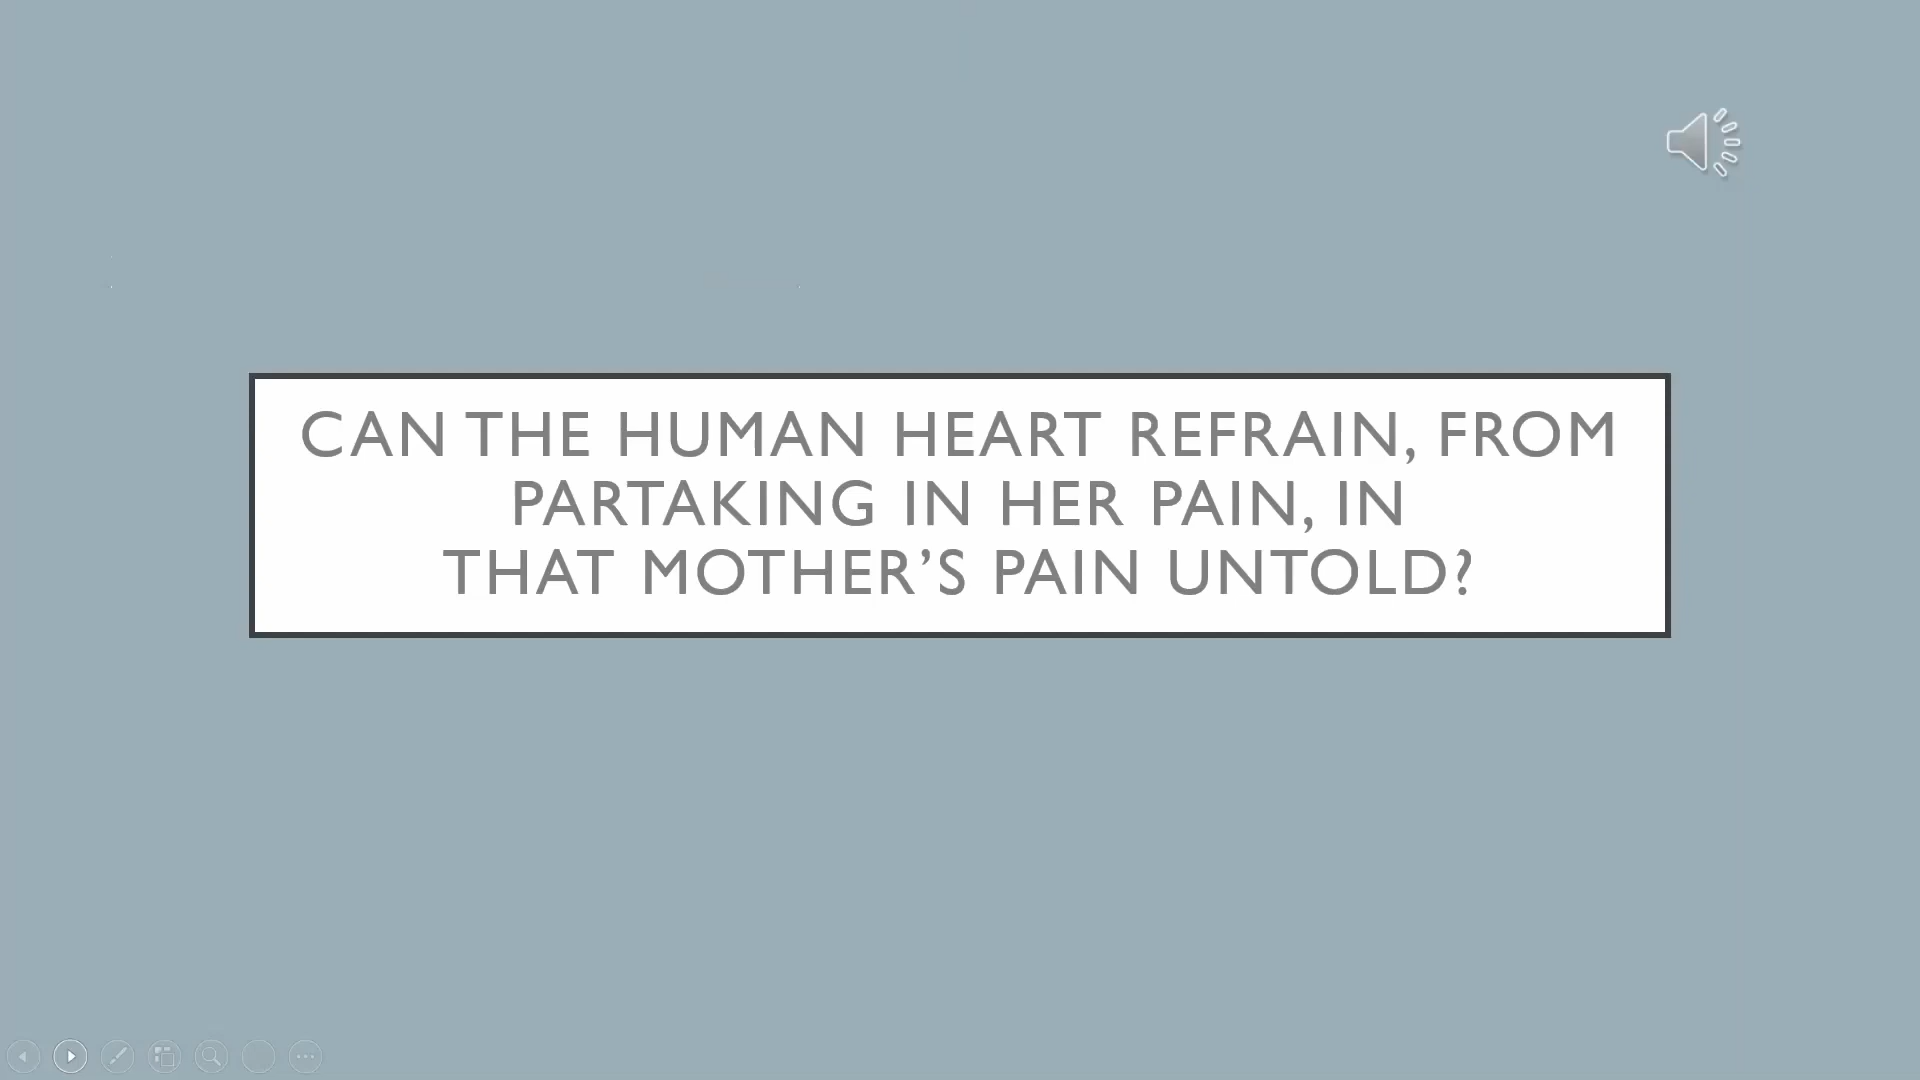 CAN THE HUMAN HEART REFRAIN, FROM
PARTAKING IN HER PAIN, IN
THAT MOTHER’S PAIN UNTOLD?